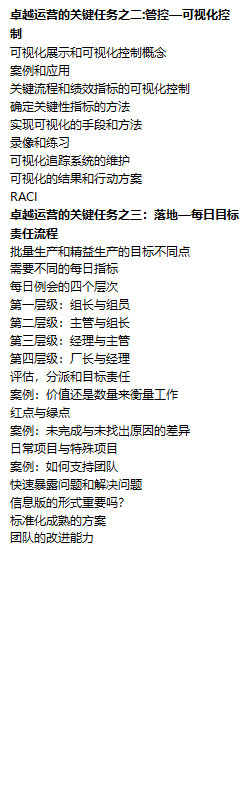 卓越运营的关键任务之二:管控—可视化控
制
可视化展示和可视化控制概念
案例和应用
关键流程和绩效指标的可视化控制
确定关键性指标的方法
实现可视化的手段和方法
录像和练习
可视化追踪系统的维护
可视化的结果和行动方案
RACI
卓越运营的关键任务之三：落地—每日目标
责任流程
批量生产和精益生产的目标不同点
需要不同的每日指标
每日例会的四个层次
第一层级：组长与组员
第二层级：主管与组长
第三层级：经理与主管
第四层级：厂长与经理
评估，分派和目标责任
案例：价值还是数量来衡量工作
红点与绿点
案例：未完成与未找出原因的差异
日常项目与特殊项目
案例：如何支持团队
快速暴露问题和解决问题
信息版的形式重要吗?
标准化成熟的方案
团队的改进能力